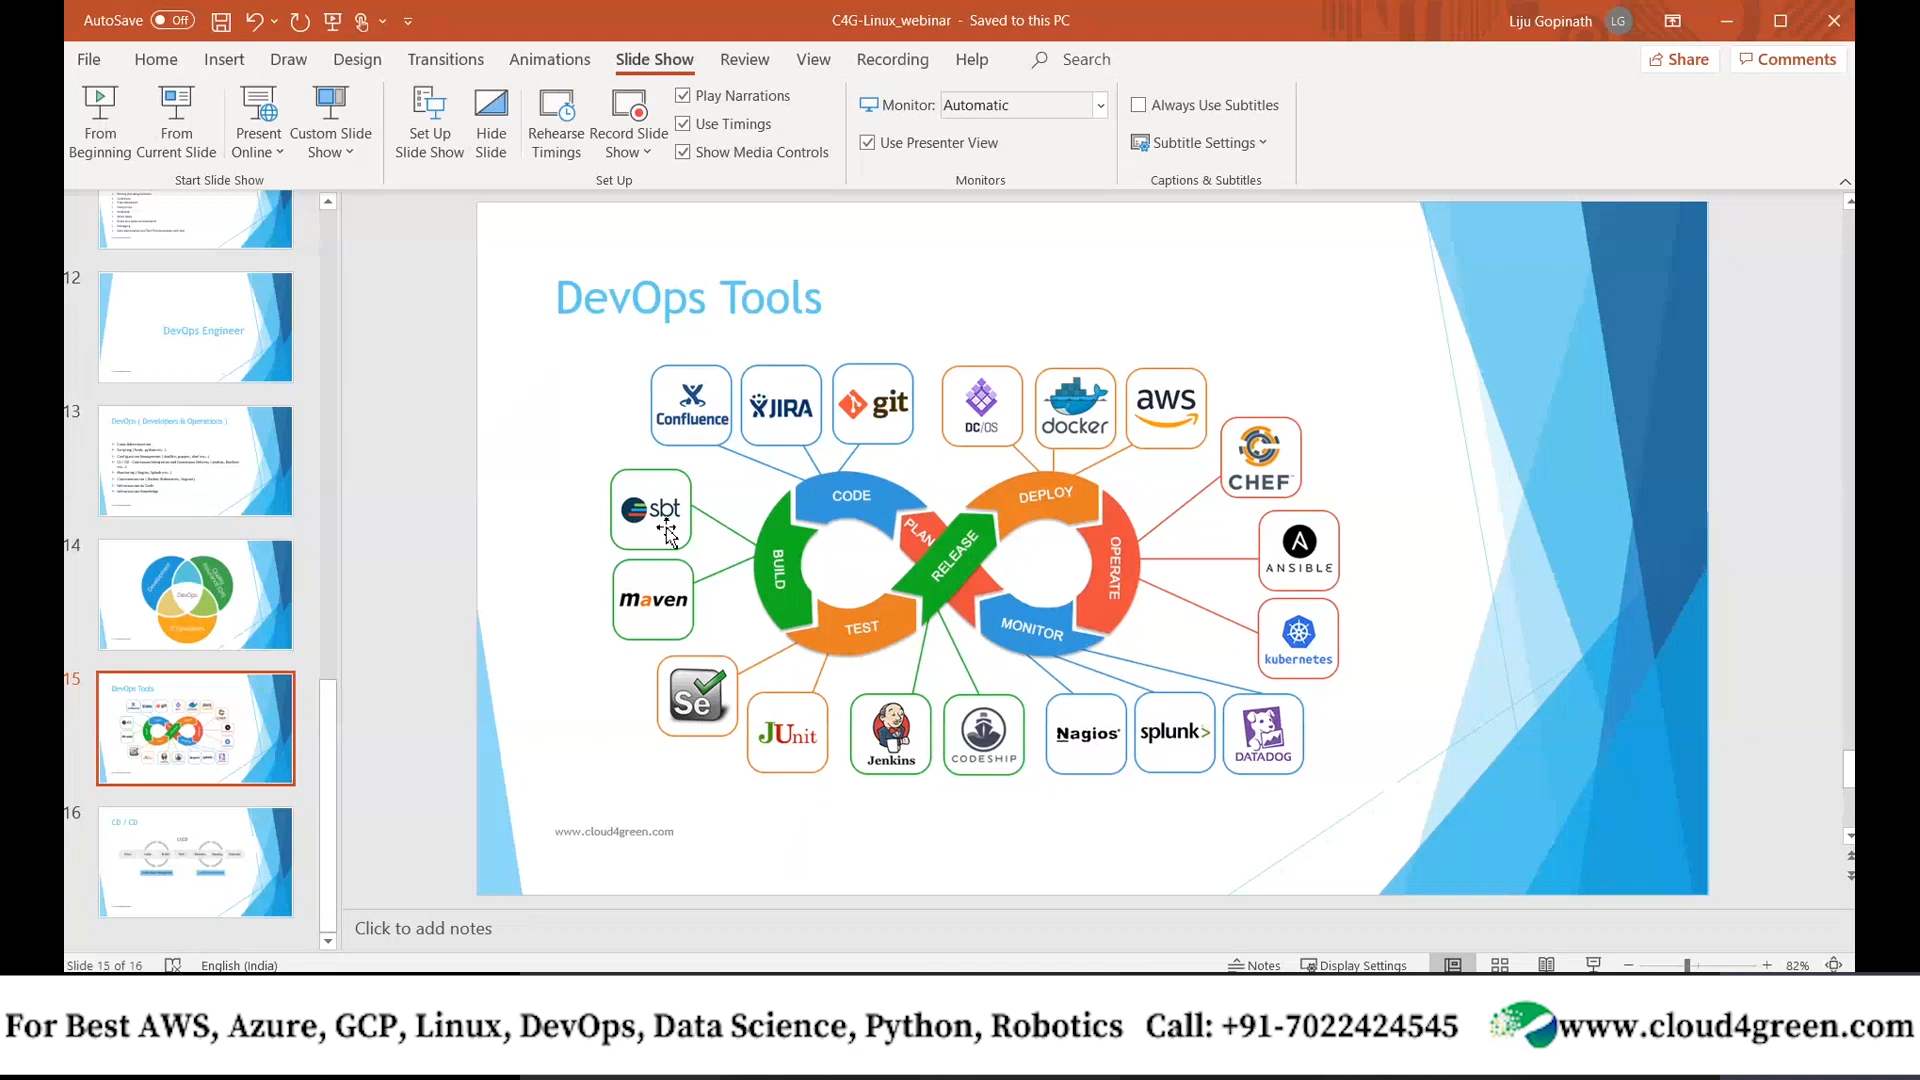 AutoSave Off
C4G-Linux_webinar - Saved to this PC
Liju Gopinath LG
File Home Insert Draw Design Transitions Animations Slide Show Review View Recording Help Search
Share Comments
From Beginning
From Current Slide
Present Online
Custom Slide Show
Start Slide Show
Set Up Slide Show
Hide Slide
Rehearse Timings
Record Slide Show
Play Narrations
Use Timings
Show Media Controls
Set Up
Monitor: Automatic
Use Presenter View
Monitors
Always Use Subtitles
Subtitle Settings
Captions & Subtitles
12
DevOps Engineer
13
DevOps ( Developers & Operations )
14
DevOps
15
DevOps Tools
16
CD / CD
DevOps Tools
Confluence
JIRA
git
DC/OS
docker
aws
CHEF
sbt
CODE
DEPLOY
PLAN
RELEASE
BUILD
OPERATE
ANSIBLE
maven
TEST
MONITOR
kubernetes
Se
JUnit
Jenkins
CODESHIP
Nagios
splunk>
DATADOG
www.cloud4green.com
Click to add notes
Slide 15 of 16 English (India)
Notes Display Settings 82%
For Best AWS, Azure, GCP, Linux, DevOps, Data Science, Python, Robotics Call: +91-7022424545 www.cloud4green.com